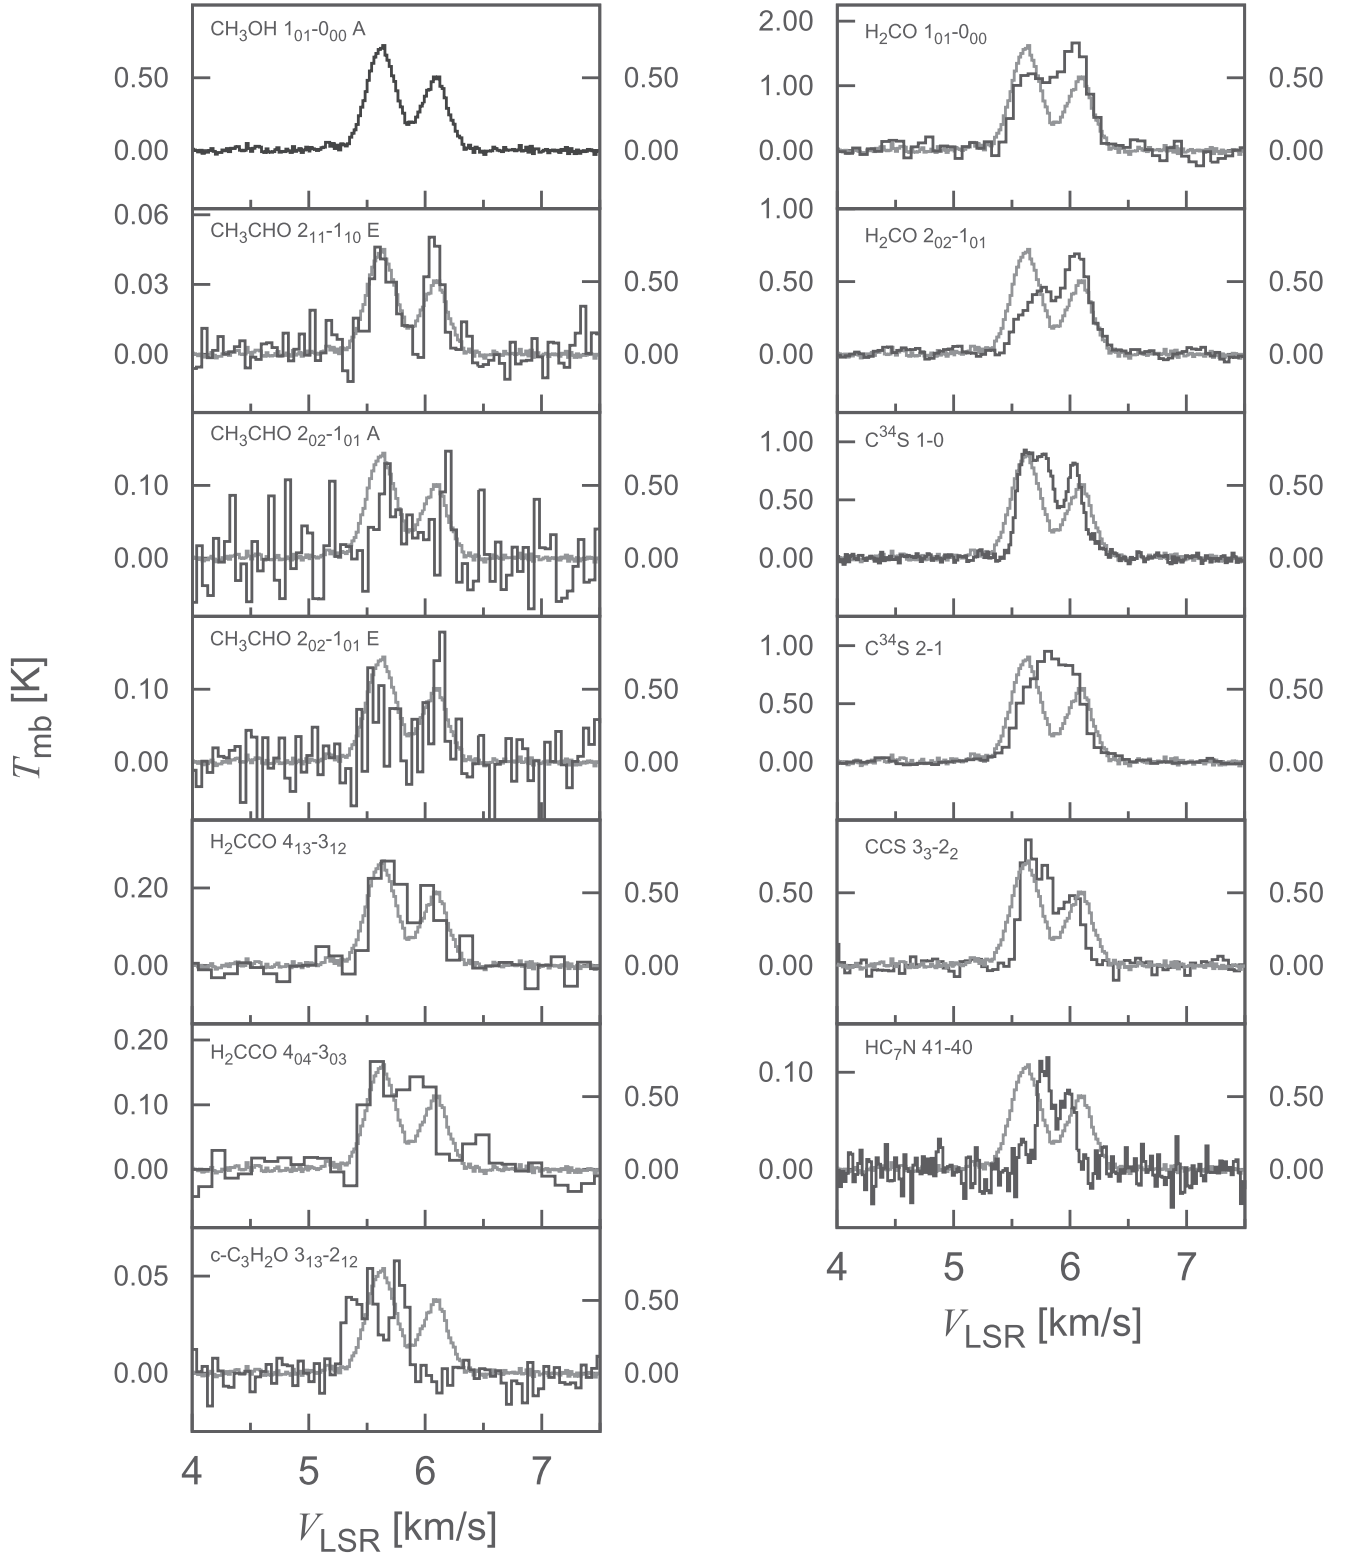 CH₃OH 1₀₁-0₀₀ A
0.50 0.50
0.00 0.00
CH₃CHO 2₁₁-1₁₀ E
0.06
0.03 0.50
0.00 0.00
CH₃CHO 2₀₂-1₀₁ A
0.10 0.50
0.00 0.00
CH₃CHO 2₀₂-1₀₁ E
0.10 0.50
0.00 0.00
H₂CCO 4₁₃-3₁₂
0.20 0.50
0.00 0.00
H₂CCO 4₀₄-3₀₃
0.20
0.10 0.50
0.00 0.00
c-C₃H₂O 3₁₃-2₁₂
0.05 0.50
0.00 0.00
4 5 6 7
V_LSR [km/s]
T_mb [K]
H₂CO 1₀₁-0₀₀
2.00
1.00 0.50
0.00 0.00
H₂CO 2₀₂-1₀₁
1.00
0.50 0.50
0.00 0.00
C³⁴S 1-0
1.00
0.50 0.50
0.00 0.00
C³⁴S 2-1
1.00
0.50 0.50
0.00 0.00
CCS 3₃-2₂
0.50 0.50
0.00 0.00
HC₇N 41-40
0.10 0.50
0.00 0.00
4 5 6 7
V_LSR [km/s]